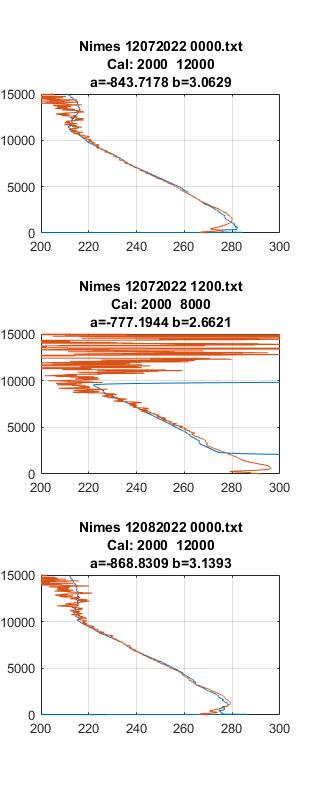 Nimes 12072022 0000.txt
Cal: 2000  12000
a=-843.7178 b=3.0629
15000
10000
5000
0
200 220 240 260 280 300
Nimes 12072022 1200.txt
Cal: 2000  8000
a=-777.1944 b=2.6621
15000
10000
5000
0
200 220 240 260 280 300
Nimes 12082022 0000.txt
Cal: 2000  12000
a=-868.8309 b=3.1393
15000
10000
5000
0
200 220 240 260 280 300